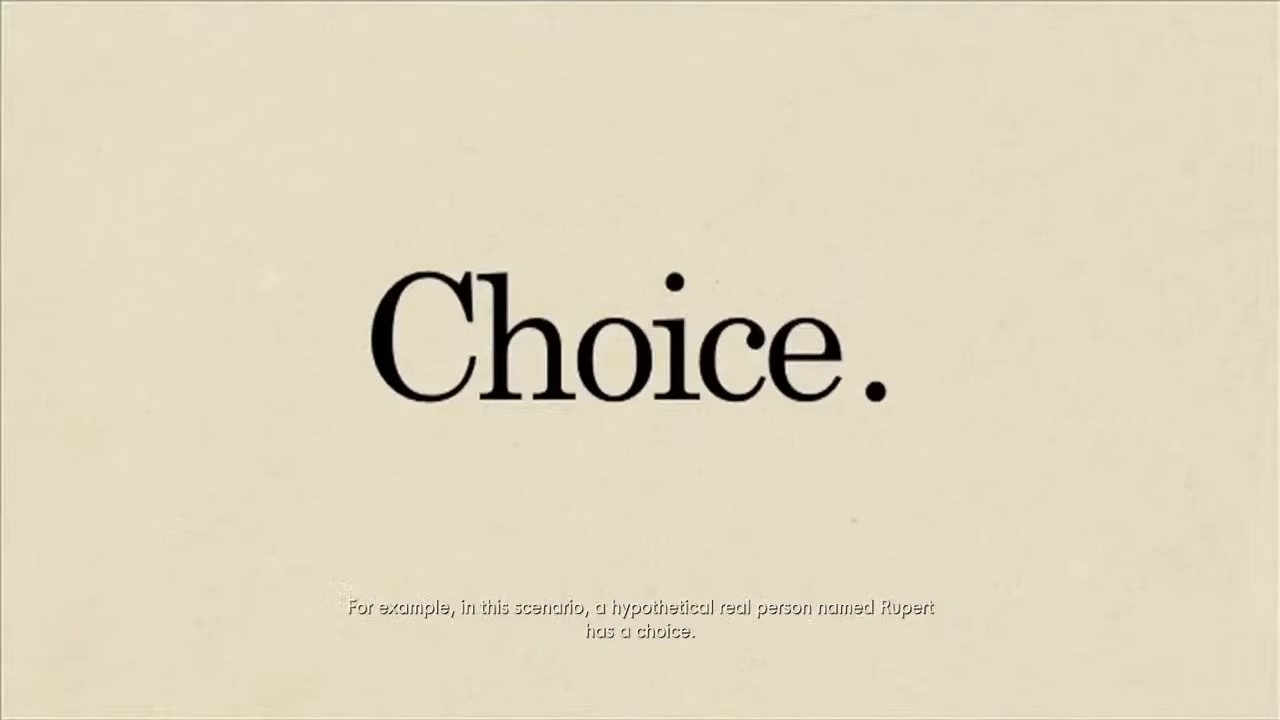 Choice.
For example, in this scenario, a hypothetical real person named Rupert
has a choice.